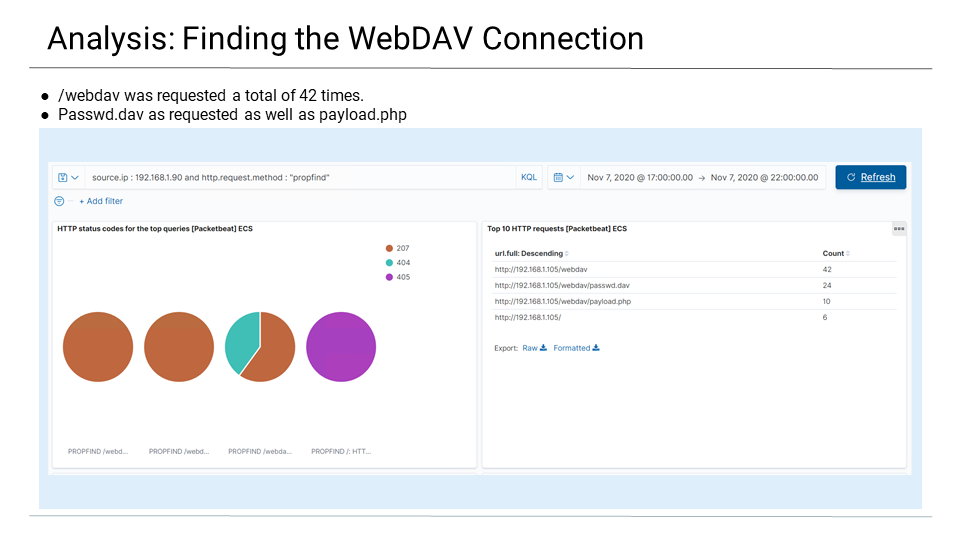 Analysis: Finding the WebDAV Connection
● /webdav was requested a total of 42 times.
● Passwd.dav as requested as well as payload.php
source.ip : 192.168.1.90 and http.request.method : "propfind"
KQL
Nov 7, 2020 @ 17:00:00.00 → Nov 7, 2020 @ 22:00:00.00
Refresh
+ Add filter
HTTP status codes for the top queries [Packetbeat] ECS
207
404
405
PROPFIND /webd...
PROPFIND /webd...
PROPFIND /webda...
PROPFIND /: HTT...
Top 10 HTTP requests [Packetbeat] ECS
url.full: Descending Count
http://192.168.1.105/webdav 42
http://192.168.1.105/webdav/passwd.dav 24
http://192.168.1.105/webdav/payload.php 10
http://192.168.1.105/ 6
Export: Raw Formatted